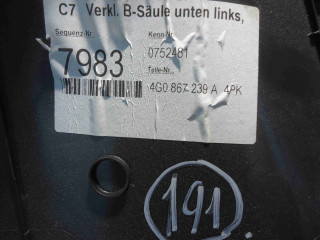 C7 Verkl. B-Säule unten links,
Sequenz-Nr. Kenn-Nr.
7983 0752481
Teile-Nr.
4G0 867 239 A 4PK
191